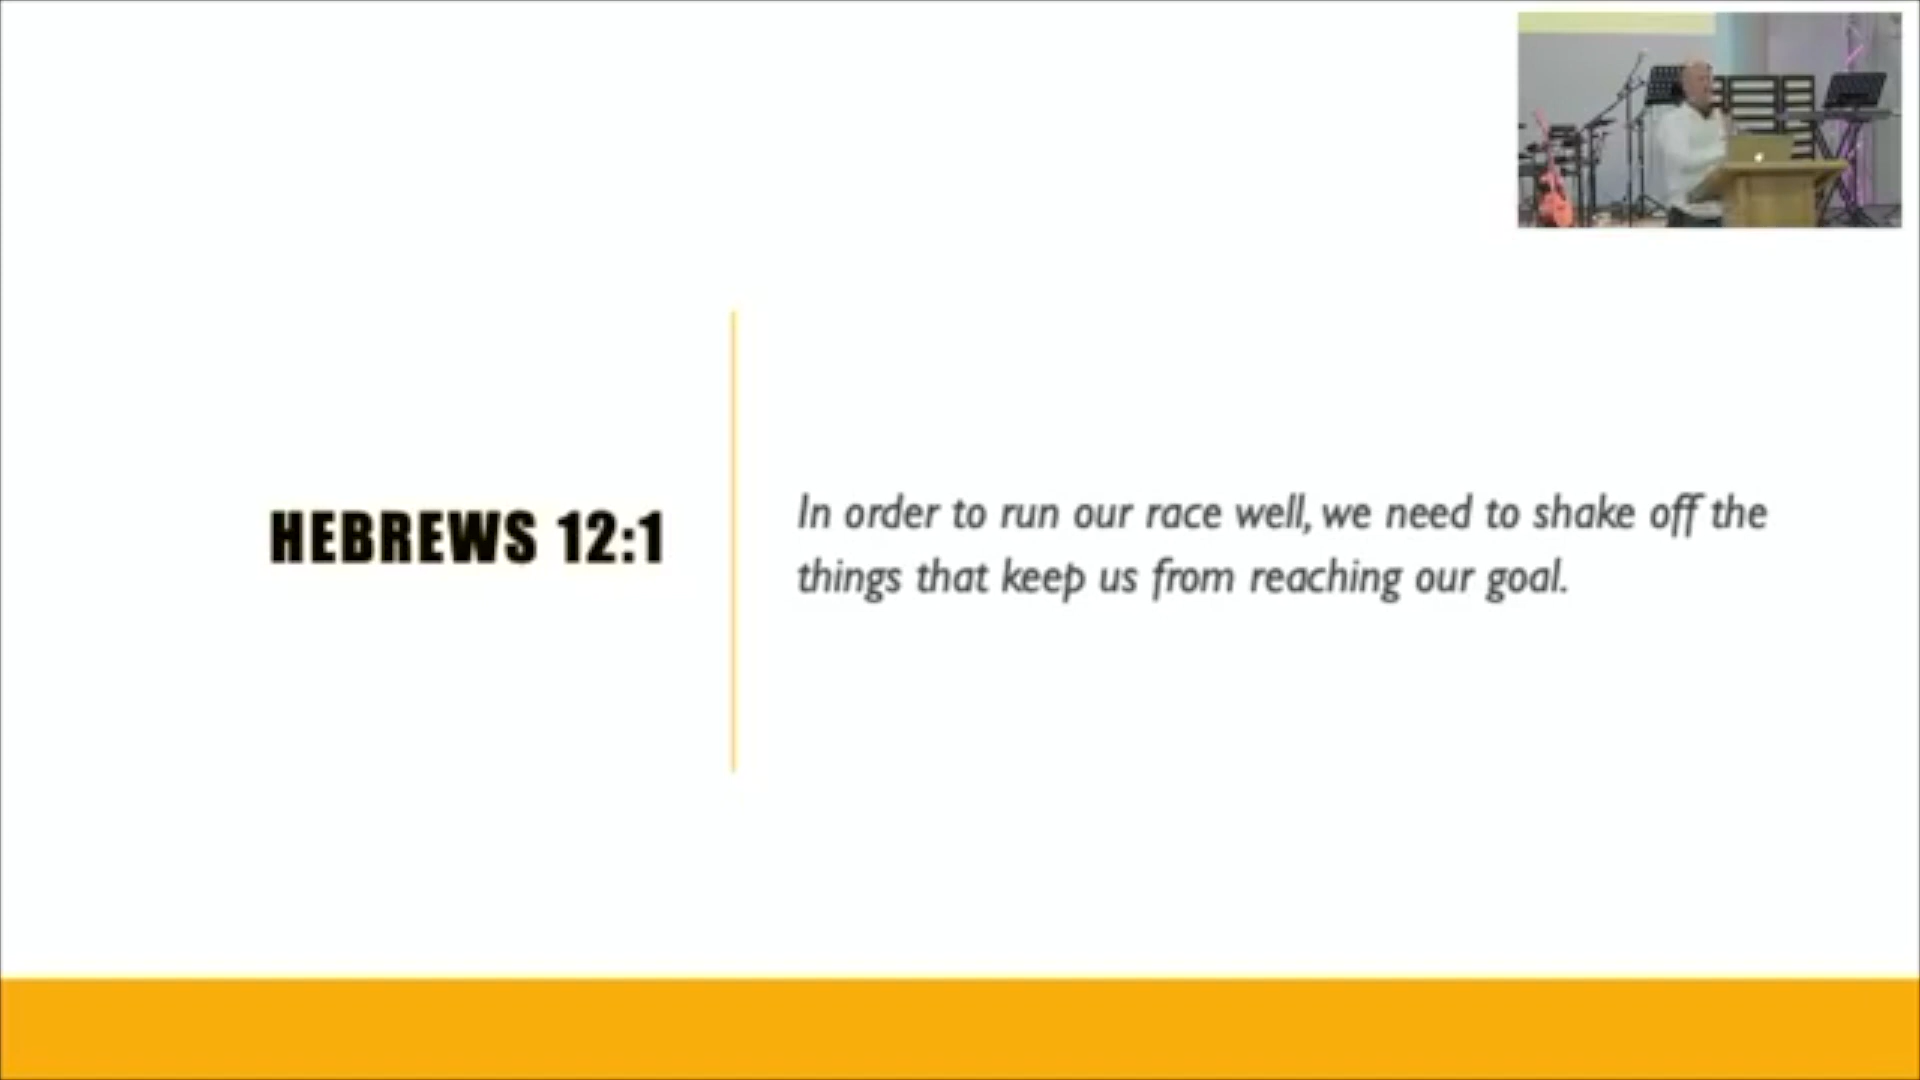 HEBREWS 12:1
In order to run our race well, we need to shake off the
things that keep us from reaching our goal.